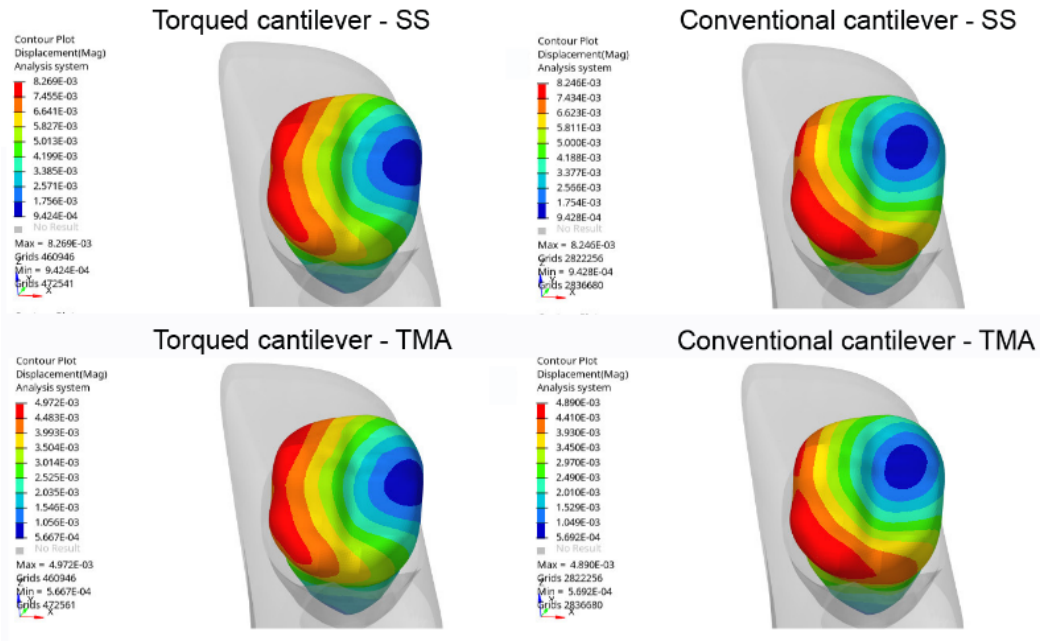 Torqued cantilever - SS
Contour Plot
Displacement(Mag)
Analysis system
8.269E-03
7.455E-03
6.641E-03
5.827E-03
5.013E-03
4.199E-03
3.385E-03
2.571E-03
1.756E-03
9.424E-04
No Result
Max = 8.269E-03
Grids 460946
Min = 9.424E-04
Grids 472541
Z
Y
X
Conventional cantilever - SS
Contour Plot
Displacement(Mag)
Analysis system
8.246E-03
7.434E-03
6.623E-03
5.811E-03
5.000E-03
4.188E-03
3.377E-03
2.566E-03
1.754E-03
9.428E-04
No Result
Max = 8.246E-03
Grids 2822256
Min = 9.428E-04
Grids 2836680
Z
Y
X
Torqued cantilever - TMA
Contour Plot
Displacement(Mag)
Analysis system
4.972E-03
4.483E-03
3.993E-03
3.504E-03
3.014E-03
2.525E-03
2.035E-03
1.546E-03
1.056E-03
5.667E-04
No Result
Max = 4.972E-03
Grids 460946
Min = 5.667E-04
Grids 472561
Z
Y
X
Conventional cantilever - TMA
Contour Plot
Displacement(Mag)
Analysis system
4.890E-03
4.410E-03
3.930E-03
3.450E-03
2.970E-03
2.490E-03
2.010E-03
1.529E-03
1.049E-03
5.692E-04
No Result
Max = 4.890E-03
Grids 2822256
Min = 5.692E-04
Grids 2836680
Z
Y
X